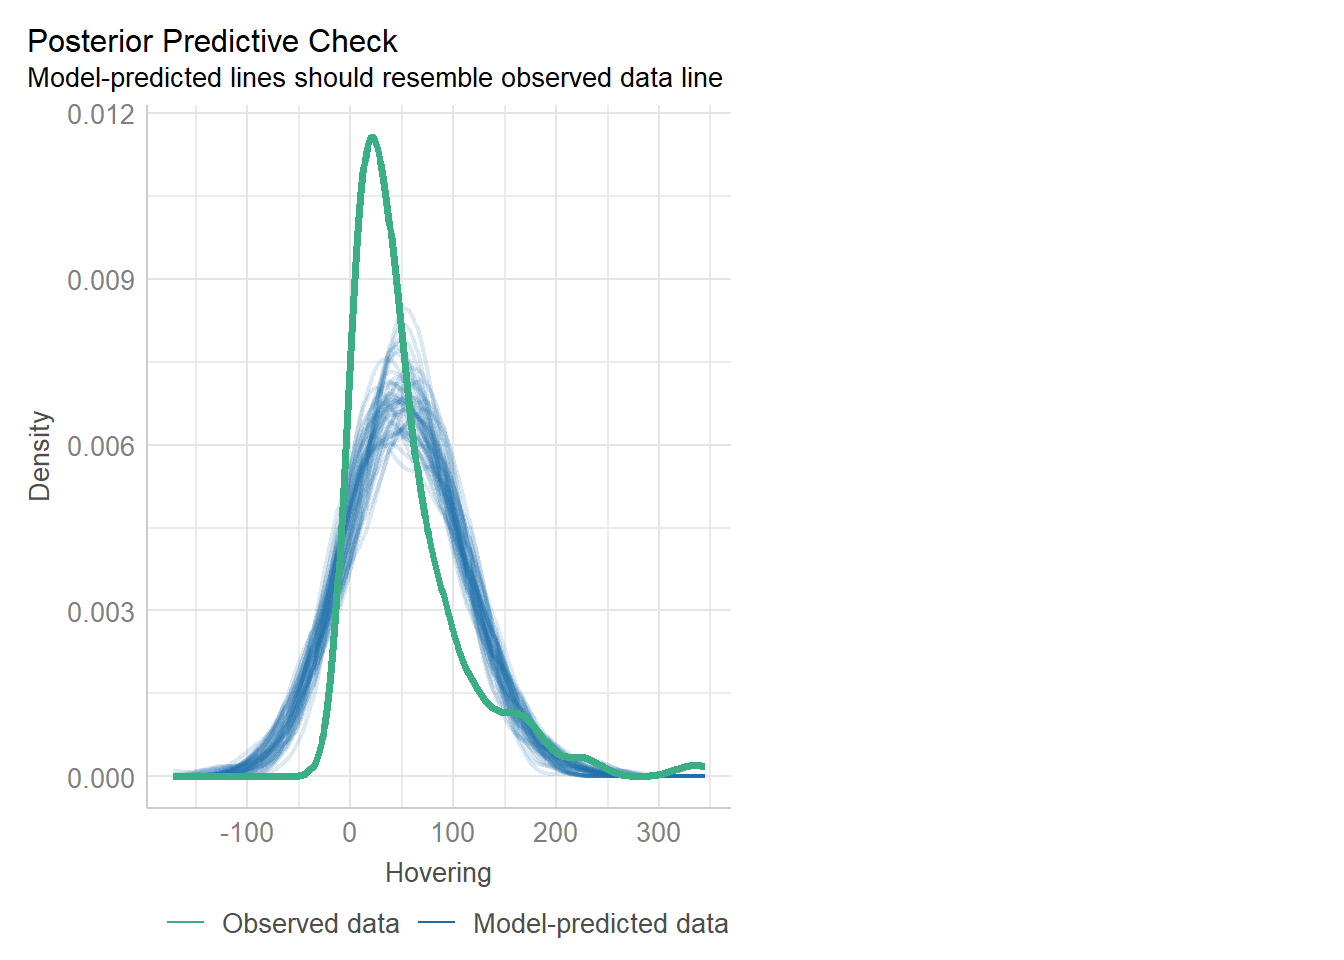 Posterior Predictive Check
Model-predicted lines should resemble observed data line
0.012
0.009
0.006
0.003
0.000
Density
-100 0 100 200 300
Hovering
Observed data Model-predicted data